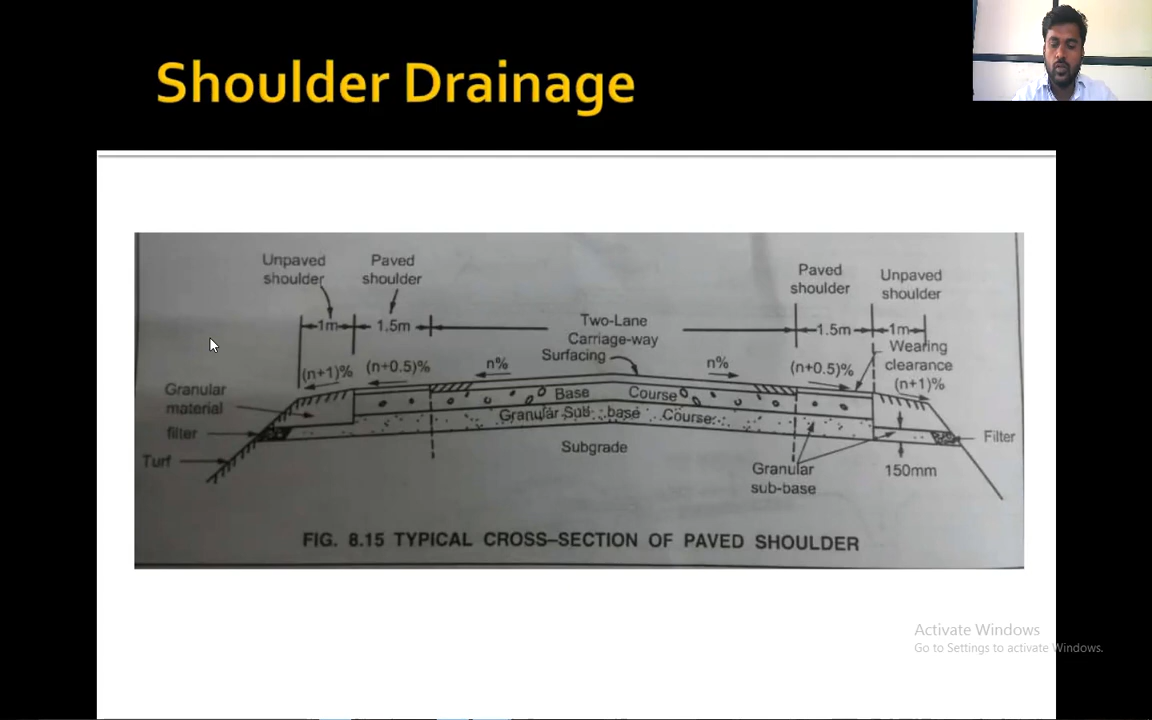 Shoulder Drainage
Unpaved
shoulder
Paved
shoulder
Paved
shoulder
Unpaved
shoulder
1m
1.5m
Two-Lane
Carriage-way
1.5m
1m
Surfacing
Wearing
clearance
(n+1)%
(n+0.5)%
n%
n%
(n+0.5)%
(n+1)%
Granular
material
Base Course
Granular Sub base Course
filter
Filter
Turf
Subgrade
Granular
sub-base
150mm
FIG. 8.15 TYPICAL CROSS-SECTION OF PAVED SHOULDER
Activate Windows
Go to Settings to activate Windows.